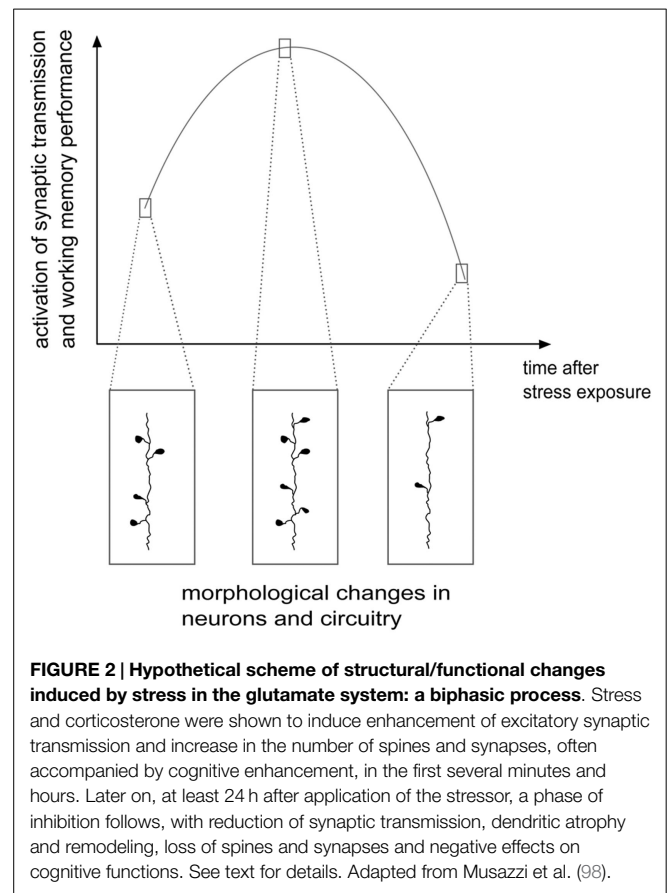 activation of synaptic transmission
and working memory performance
time after
stress exposure
morphological changes in
neurons and circuitry
FIGURE 2 | Hypothetical scheme of structural/functional changes
induced by stress in the glutamate system: a biphasic process. Stress
and corticosterone were shown to induce enhancement of excitatory synaptic
transmission and increase in the number of spines and synapses, often
accompanied by cognitive enhancement, in the first several minutes and
hours. Later on, at least 24 h after application of the stressor, a phase of
inhibition follows, with reduction of synaptic transmission, dendritic atrophy
and remodeling, loss of spines and synapses and negative effects on
cognitive functions. See text for details. Adapted from Musazzi et al. (98).